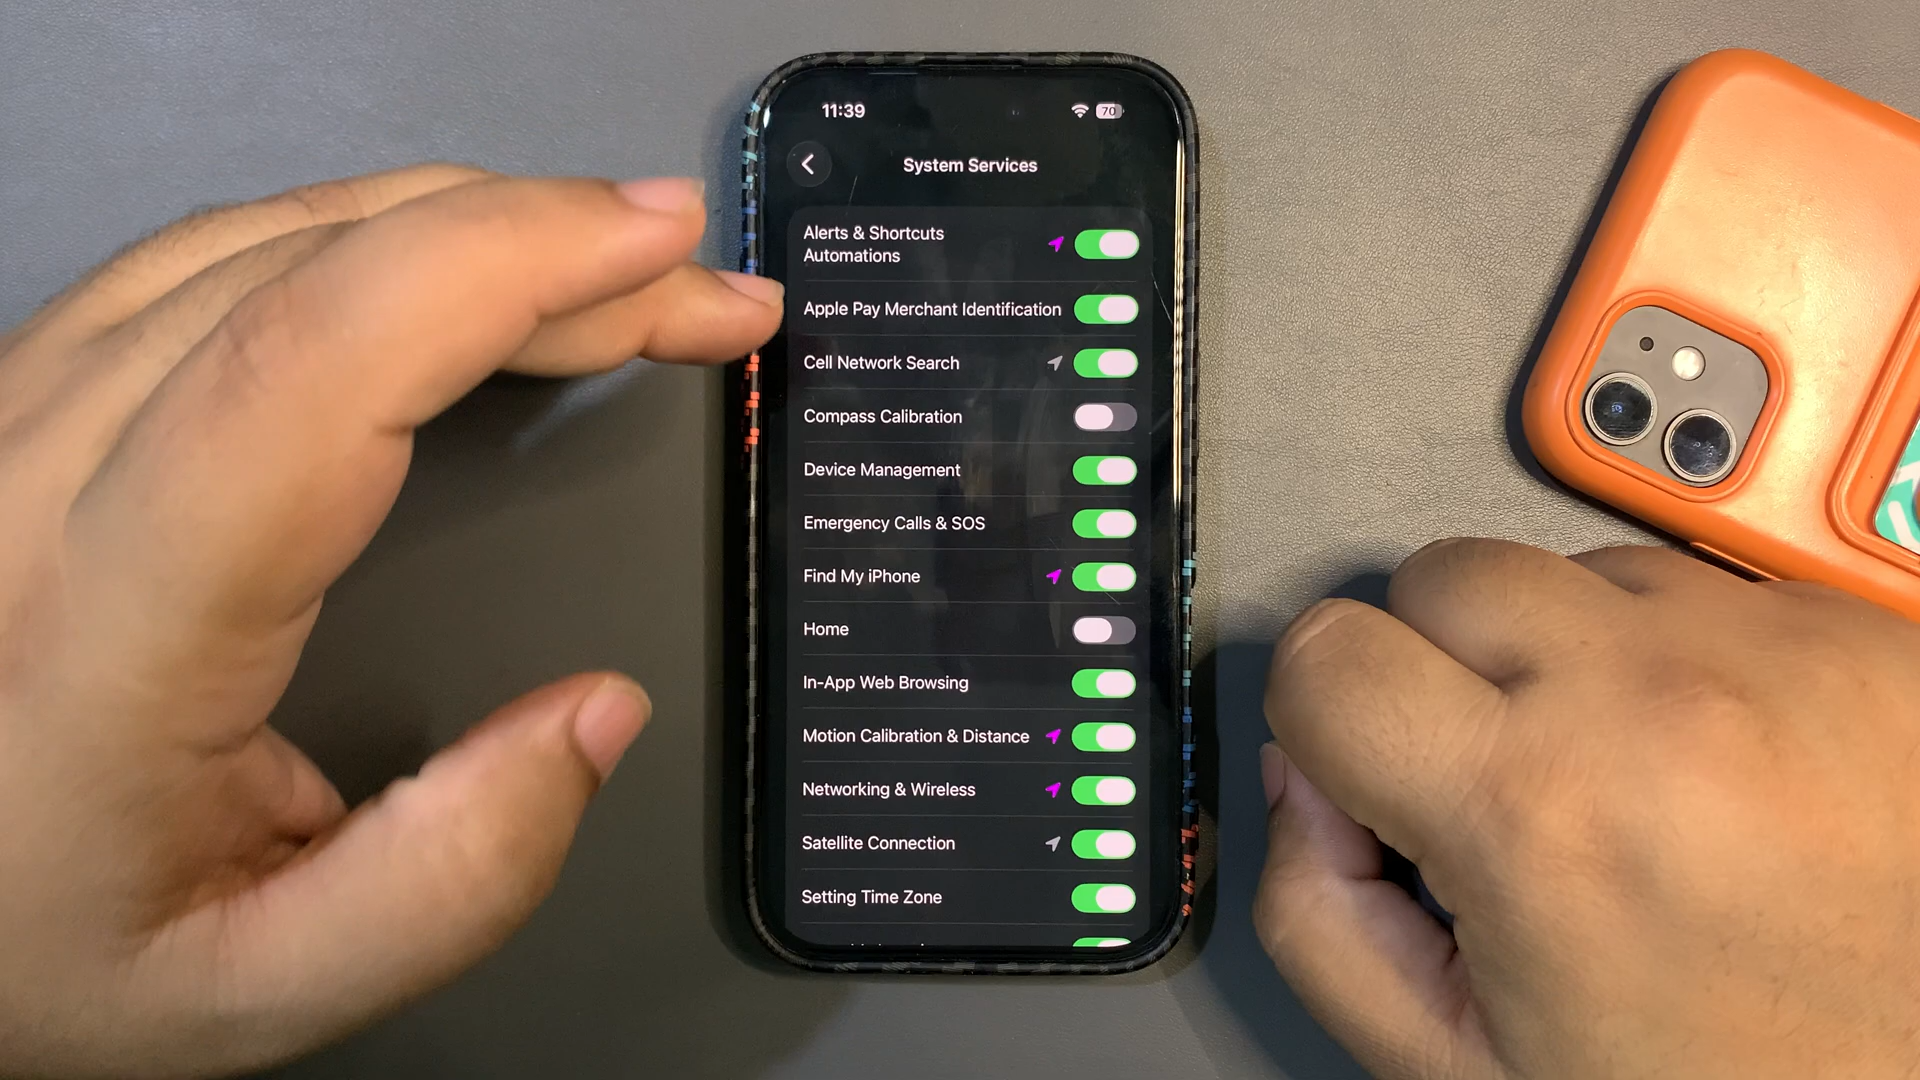 11:39
70
System Services
Alerts & Shortcuts
Automations
Apple Pay Merchant Identification
Cell Network Search
Compass Calibration
Device Management
Emergency Calls & SOS
Find My iPhone
Home
In-App Web Browsing
Motion Calibration & Distance
Networking & Wireless
Satellite Connection
Setting Time Zone